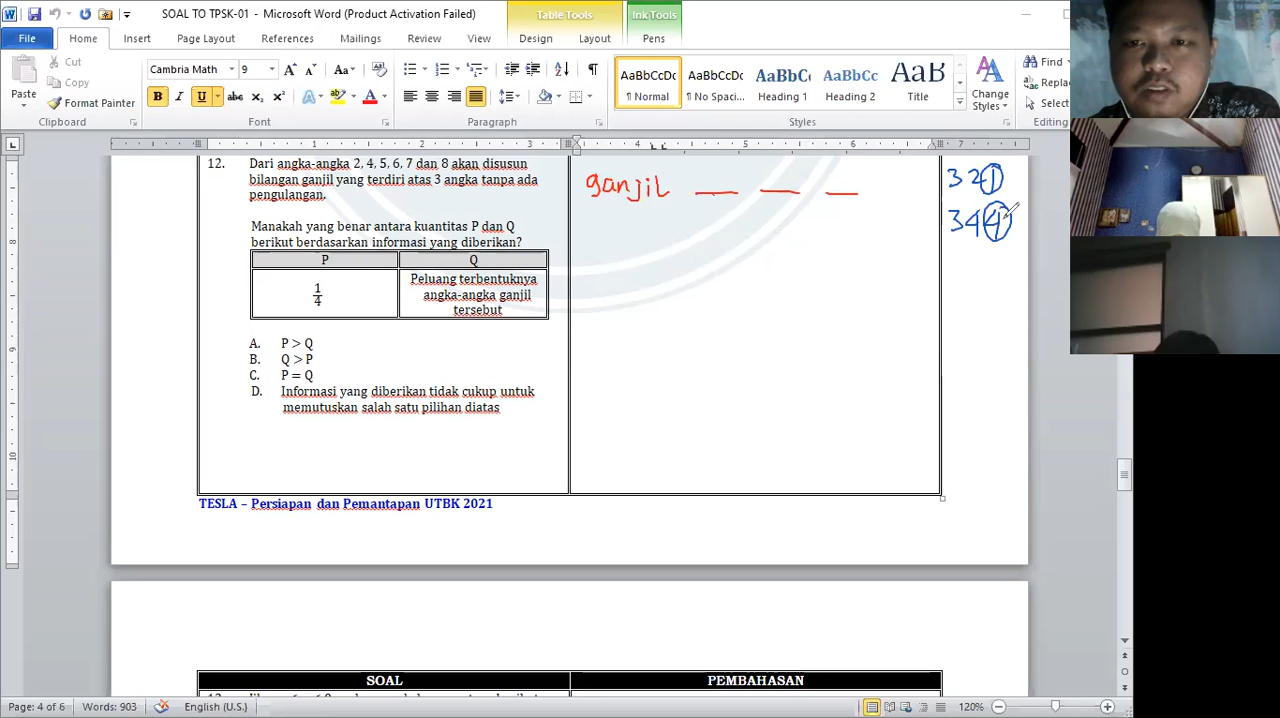 SOAL TO TPSK-01 - Microsoft Word (Product Activation Failed)
Table Tools
Ink Tools
File
Home
Insert
Page Layout
References
Mailings
Review
View
Design
Layout
Pens
Paste
Cut
Copy
Format Painter
Clipboard
Cambria Math
9
Font
Paragraph
AaBbCcDc
¶ Normal
AaBbCcDc
¶ No Spaci...
AaBbC
Heading 1
AaBbCc
Heading 2
AaB
Title
Change
Styles
Styles
Find
Replac
Select
Editing
12. Dari angka-angka 2, 4, 5, 6, 7 dan 8 akan disusun
bilangan ganjil yang terdiri atas 3 angka tanpa ada
pengulangan.
Manakah yang benar antara kuantitas P dan Q
berikut berdasarkan informasi yang diberikan?
P Q
1/4
Peluang terbentuknya
angka-angka ganjil
tersebut
A. P > Q
B. Q > P
C. P = Q
D. Informasi yang diberikan tidak cukup untuk
memutuskan salah satu pilihan diatas
ganjil __ __ __
321
344
TESLA – Persiapan dan Pemantapan UTBK 2021
SOAL PEMBAHASAN
Page: 4 of 6
Words: 903
English (U.S.)
120%